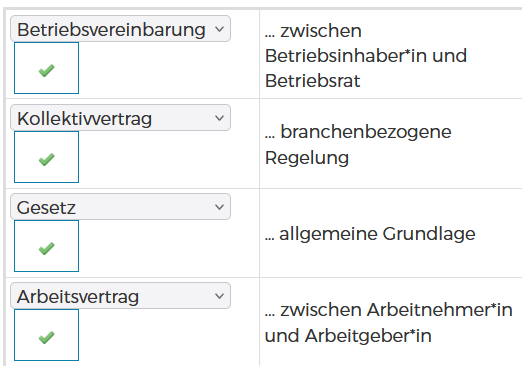 Betriebsvereinbarung
... zwischen
Betriebsinhaber*in und
Betriebsrat
Kollektivvertrag
... branchenbezogene
Regelung
Gesetz
... allgemeine Grundlage
Arbeitsvertrag
... zwischen Arbeitnehmer*in
und Arbeitgeber*in